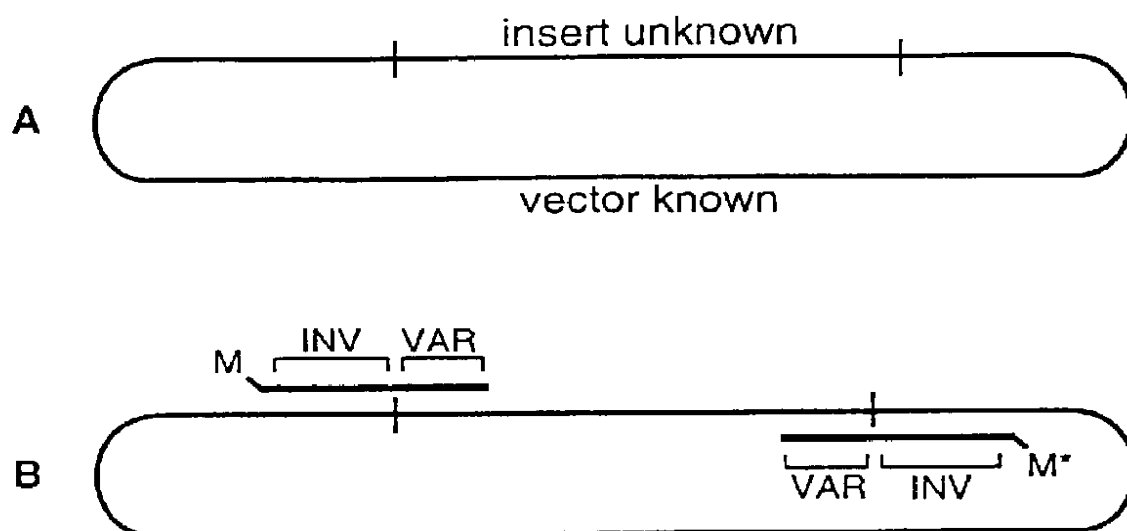 insert unknown
A
vector known
INV VAR
M
B
M*
VAR INV